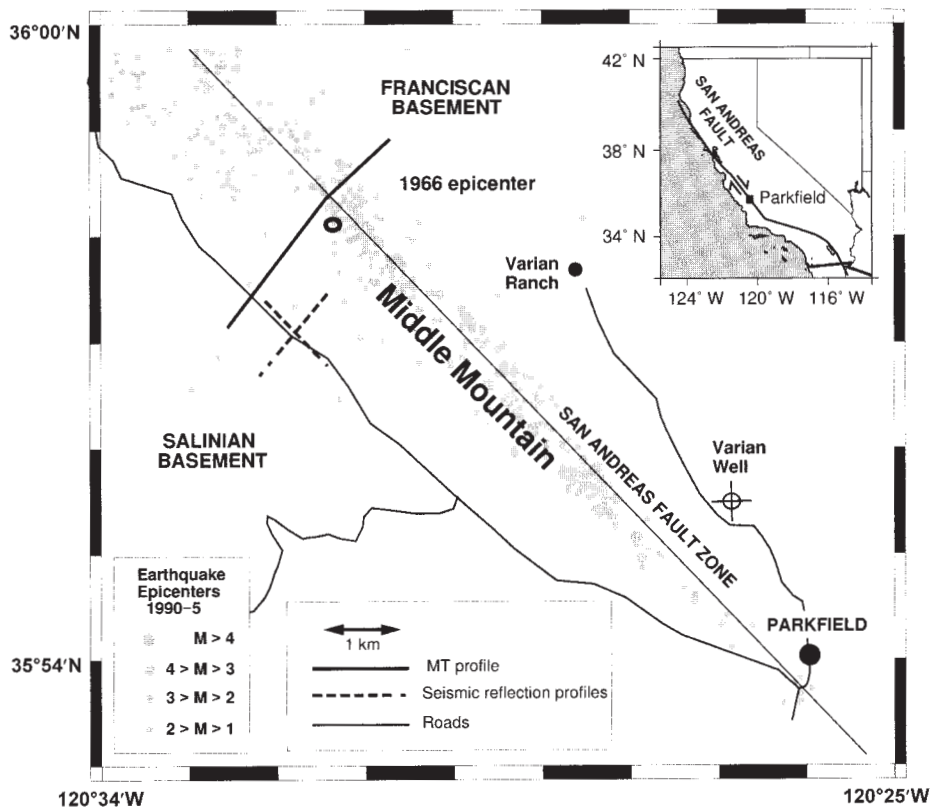 36°00′N
FRANCISCAN
BASEMENT
1966 epicenter
42° N
38° N
34° N
SAN ANDREAS
FAULT
Parkfield
124° W
120° W
116° W
Varian
Ranch
Middle Mountain
SAN ANDREAS FAULT ZONE
SALINIAN
BASEMENT
Varian
Well
Earthquake
Epicenters
1990–5
M > 4
4 > M > 3
3 > M > 2
2 > M > 1
1 km
MT profile
Seismic reflection profiles
Roads
PARKFIELD
35°54′N
120°34′W
120°25′W